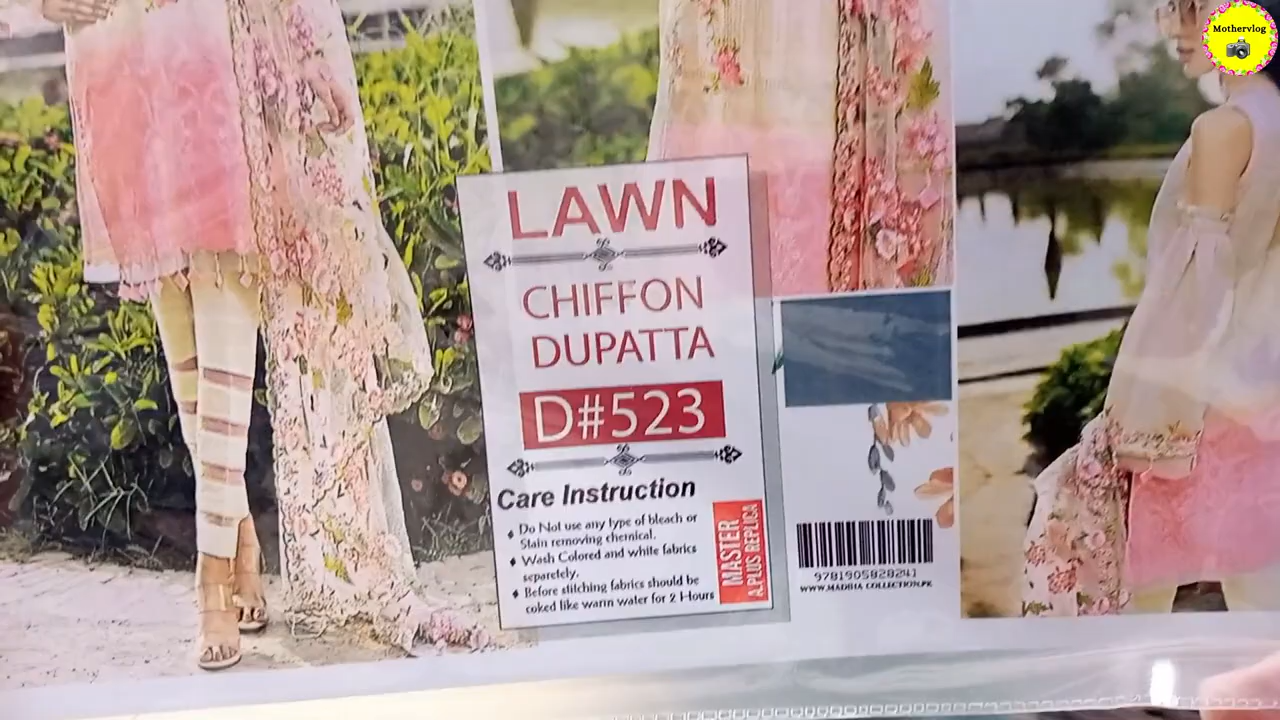 Mothervlog
LAWN
CHIFFON
DUPATTA
D#523
Care Instruction
Do Not use any type of bleach or
Stain removing chemical.
Wash Colored and white fabrics
separately.
Before stitching fabrics should be
coked like warm water for 2 Hours
MASTER
A.PLUS REPLICA
9781905828241
WWW.MADIHA COLLECTION.PK